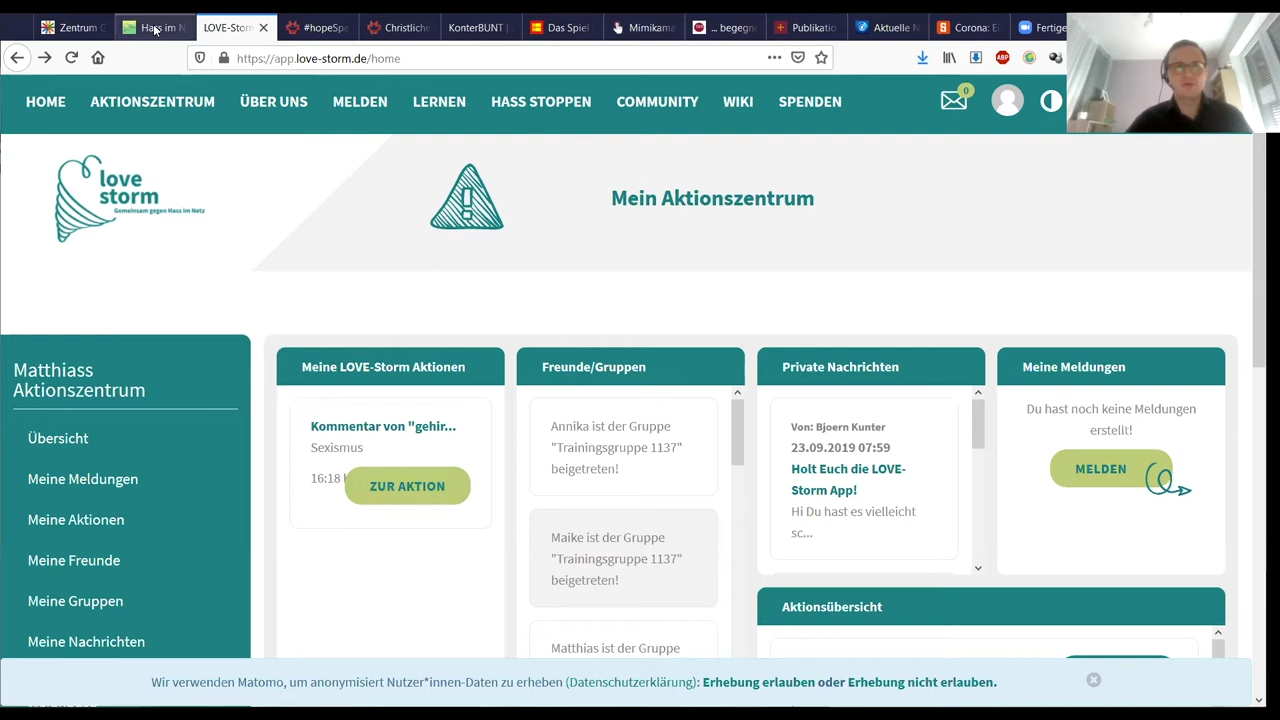 Zentrum G
Hass im N
LOVE-Storm
#hopeSpe
Christliche
KonterBUNT |
Das Spiel
Mimikama
... begegn
Publikatio
Aktuelle N
Corona: Er
Fertige
https://app.love-storm.de/home
ABP
HOME
AKTIONSZENTRUM
ÜBER UNS
MELDEN
LERNEN
HASS STOPPEN
COMMUNITY
WIKI
SPENDEN
0
love
storm
Gemeinsam gegen Hass im Netz
Mein Aktionszentrum
Matthiass
Aktionszentrum
Übersicht
Meine Meldungen
Meine Aktionen
Meine Freunde
Meine Gruppen
Meine Nachrichten
Meine LOVE-Storm Aktionen
Kommentar von "gehir...
Sexismus
16:18
ZUR AKTION
Freunde/Gruppen
Annika ist der Gruppe
"Trainingsgruppe 1137"
beigetreten!
Maike ist der Gruppe
"Trainingsgruppe 1137"
beigetreten!
Matthias ist der Gruppe
Private Nachrichten
Von: Bjoern Kunter
23.09.2019 07:59
Holt Euch die LOVE-
Storm App!
Hi Du hast es vielleicht
sc...
Meine Meldungen
Du hast noch keine Meldungen
erstellt!
MELDEN
Aktionsübersicht
Wir verwenden Matomo, um anonymisiert Nutzer*innen-Daten zu erheben (Datenschutzerklärung): Erhebung erlauben oder Erhebung nicht erlauben.